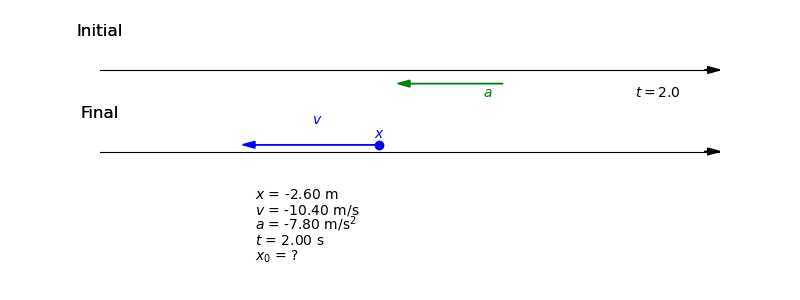 Initial
a
t = 2.0
Final
v
x
x = -2.60 m
v = -10.40 m/s
a = -7.80 m/s²
t = 2.00 s
x₀ = ?